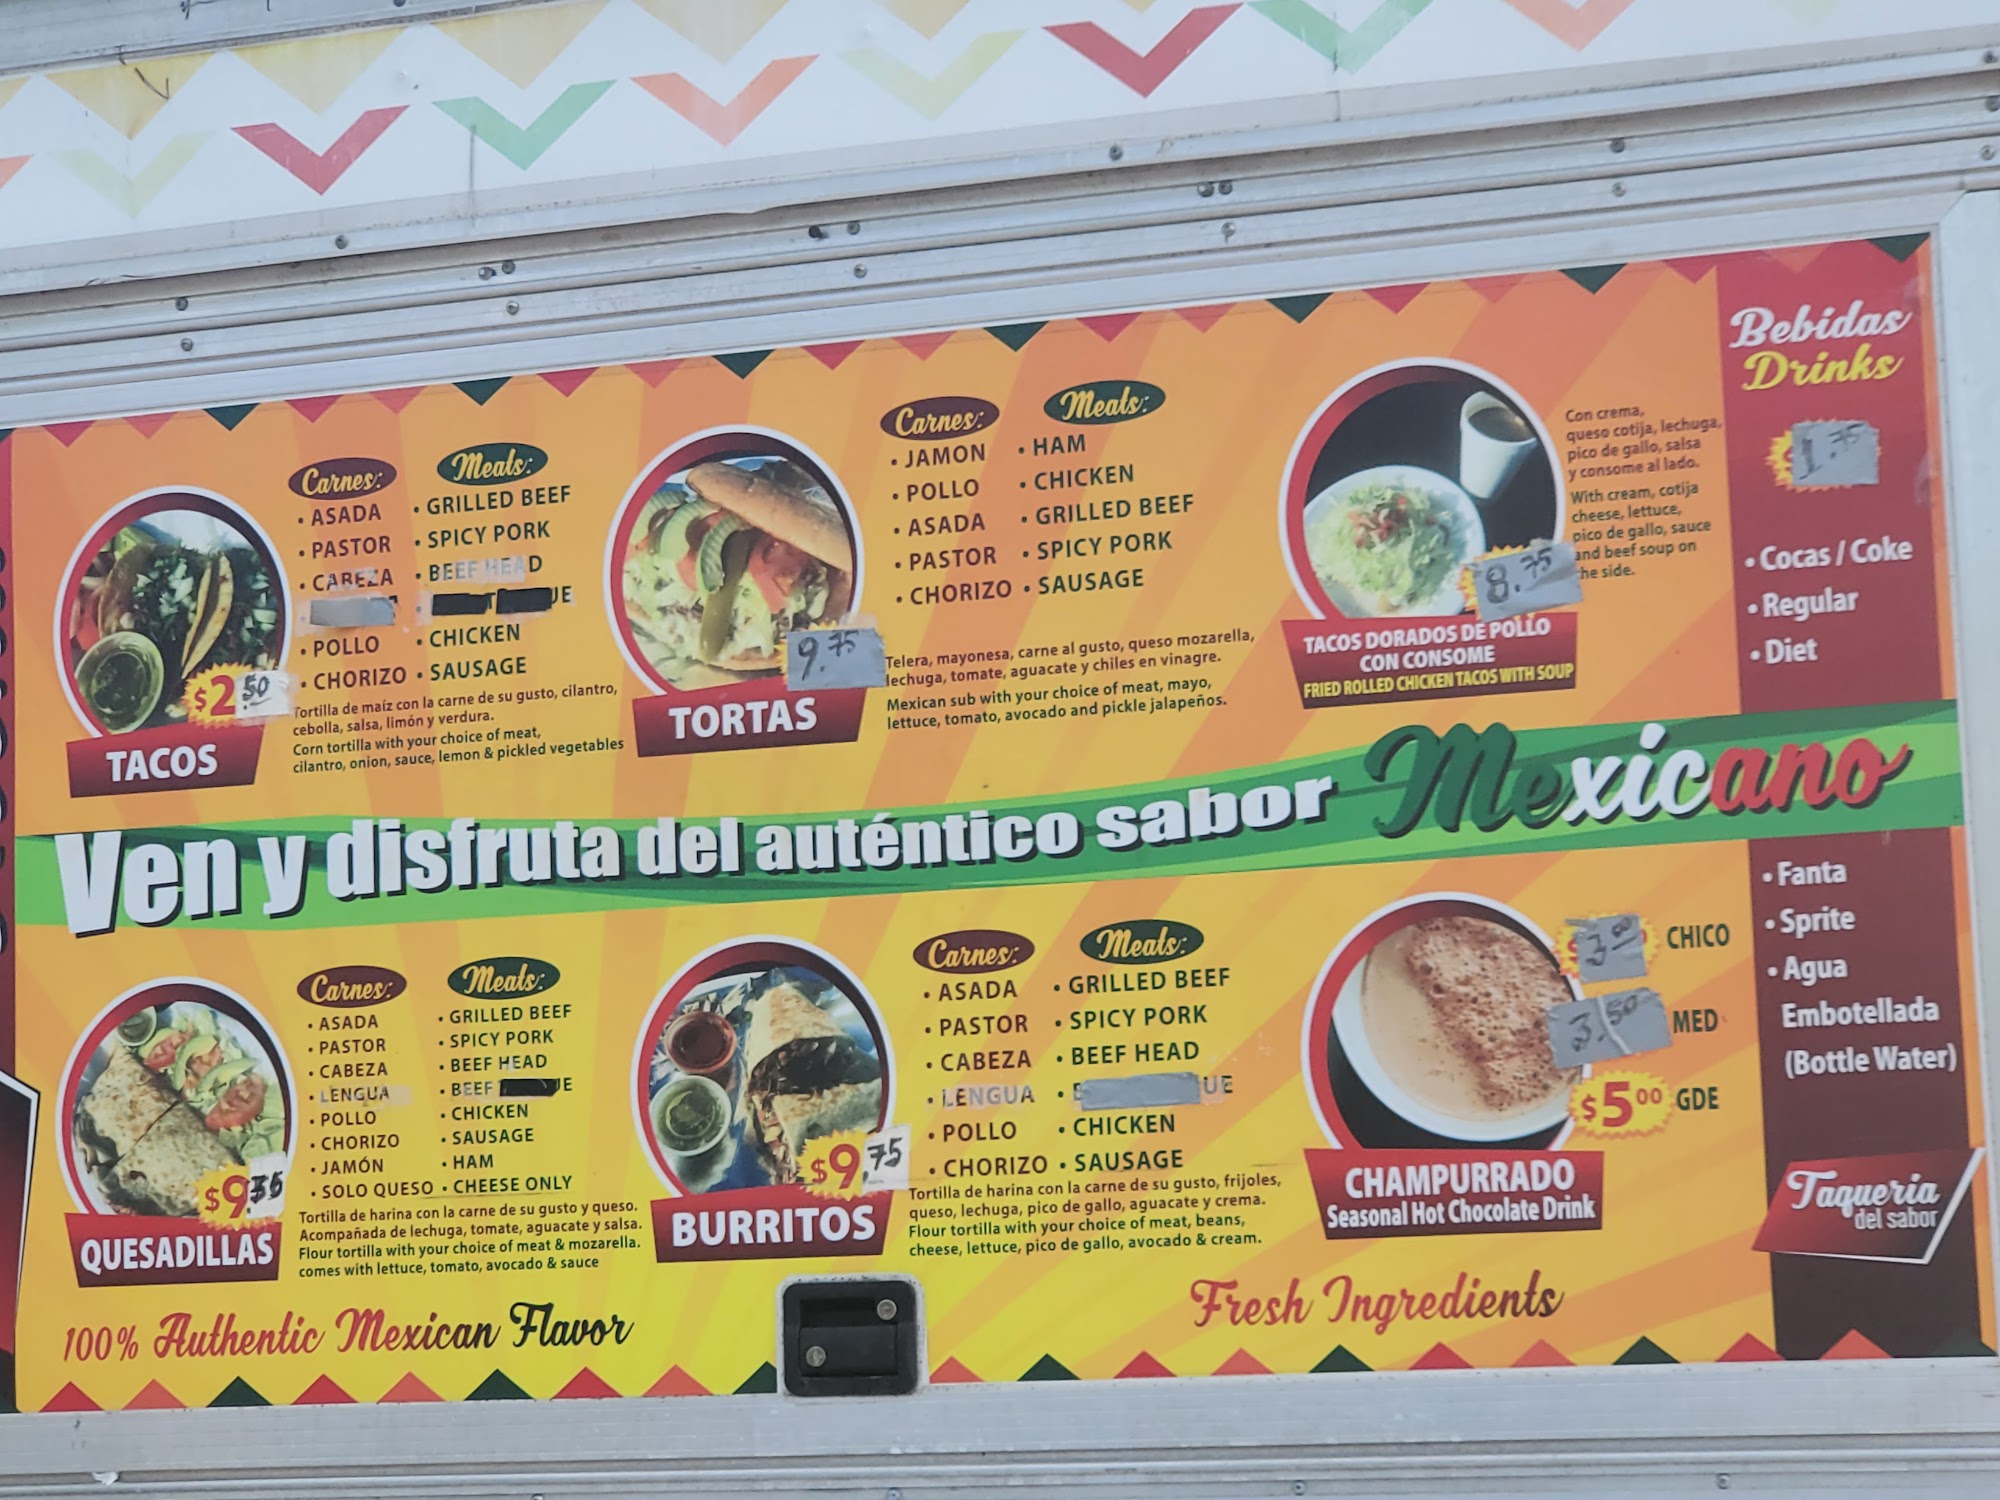 Carnes:
• ASADA
• PASTOR
• CABEZA
• POLLO
• CHORIZO
Meats:
• GRILLED BEEF
• SPICY PORK
• BEEF HEAD
• CHICKEN
• SAUSAGE
$2.50
TACOS
Tortilla de maíz con la carne de su gusto, cilantro,
cebolla, salsa, limón y verdura.
Corn tortilla with your choice of meat,
cilantro, onion, sauce, lemon & pickled vegetables
Carnes:
• JAMON
• POLLO
• ASADA
• PASTOR
• CHORIZO
Meats:
• HAM
• CHICKEN
• GRILLED BEEF
• SPICY PORK
• SAUSAGE
9.75
TORTAS
Telera, mayonesa, carne al gusto, queso mozarella,
lechuga, tomate, aguacate y chiles en vinagre.
Mexican sub with your choice of meat, mayo,
lettuce, tomato, avocado and pickle jalapeños.
Con crema,
queso cotija, lechuga,
pico de gallo, salsa
y consome al lado.
With cream, cotija
cheese, lettuce,
pico de gallo, sauce
and beef soup on
the side.
8.75
TACOS DORADOS DE POLLO
CON CONSOME
FRIED ROLLED CHICKEN TACOS WITH SOUP
Bebidas
Drinks
1.75
• Cocas / Coke
• Regular
• Diet
Ven y disfruta del auténtico sabor Mexicano
Carnes:
• ASADA
• PASTOR
• CABEZA
• LENGUA
• POLLO
• CHORIZO
• JAMÓN
• SOLO QUESO
Meats:
• GRILLED BEEF
• SPICY PORK
• BEEF HEAD
• BEEF
• CHICKEN
• SAUSAGE
• HAM
• CHEESE ONLY
QUESADILLAS
Tortilla de harina con la carne de su gusto y queso.
Acompañada de lechuga, tomate, aguacate y salsa.
Flour tortilla with your choice of meat & mozarella.
comes with lettuce, tomato, avocado & sauce
Carnes:
• ASADA
• PASTOR
• CABEZA
• LENGUA
• POLLO
• CHORIZO
Meats:
• GRILLED BEEF
• SPICY PORK
• BEEF HEAD
• CHICKEN
• SAUSAGE
$9.75
BURRITOS
Tortilla de harina con la carne de su gusto, frijoles,
queso, lechuga, pico de gallo, aguacate y crema.
Flour tortilla with your choice of meat, beans,
cheese, lettuce, pico de gallo, avocado & cream.
3.00 CHICO
3.50 MED
$5.00 GDE
CHAMPURRADO
Seasonal Hot Chocolate Drink
• Fanta
• Sprite
• Agua
Embotellada
(Bottle Water)
Taqueria
del sabor
100% Authentic Mexican Flavor
Fresh Ingredients